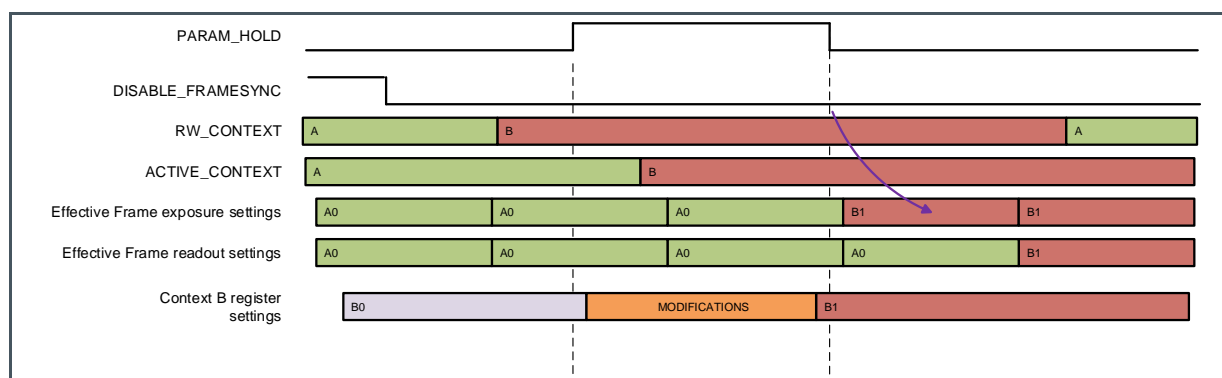 PARAM_HOLD
DISABLE_FRAMESYNC
RW_CONTEXT A B A
ACTIVE_CONTEXT A B
Effective Frame exposure settings A0 A0 A0 B1 B1
Effective Frame readout settings A0 A0 A0 A0 B1
Context B register
settings B0 MODIFICATIONS B1